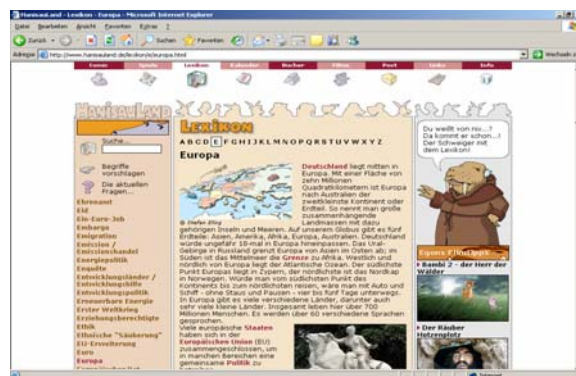 HanisauLand - Lexikon - Europa - Microsoft Internet Explorer
Datei Bearbeiten Ansicht Favoriten Extras ?
Zurück Suchen Favoriten
Adresse http://www.hanisauland.de/lexikon/e/europa.html Wechseln
Comic Spiele Lexikon Kalender Bücher Filme Post Links Info
HanisauLand
Suche...
Begriffe
vorschlagen
Die aktuellen
Fragen...
Ehrenamt
Eid
Ein-Euro-Job
Embargo
Emigration
Emission /
Emissionshandel
Energiepolitik
Enquête
Entwicklungsländer /
Entwicklungshilfe
Entwicklungspolitik
Erneuerbare Energie
Erster Weltkrieg
Erziehungsberechtigte
Ethik
Ethnische "Säuberung"
EU-Erweiterung
Euro
Europa
Lexikon
A B C D E F G H I J K L M N O P Q R S T U V W X Y Z
Europa
© Stefan Eling
Deutschland liegt mitten in
Europa. Mit einer Fläche von
zehn Millionen
Quadratkilometern ist Europa
nach Australien der
zweitkleinste Kontinent oder
Erdteil. So nennt man große
zusammenhängende
Landmassen mit dazu
gehörigen Inseln und Meeren. Auf unserem Globus gibt es fünf
Erdteile: Asien, Amerika, Afrika, Europa, Australien. Deutschland
würde ungefähr 18-mal in Europa hineinpassen. Das Ural-
Gebirge in Russland grenzt Europa von Asien im Osten ab; im
Süden ist das Mittelmeer die Grenze zu Afrika. Westlich und
nördlich von Europa liegt der Atlantische Ozean. Der südlichste
Punkt Europas liegt in Zypern, der nördlichste ist das Nordkap
in Norwegen. Würde man vom südlichsten Punkt des
Kontinents bis zum nördlichsten reisen, wäre man mit Auto und
Schiff - ohne Staus und Pausen - vier bis fünf Tage unterwegs.
In Europa gibt es viele verschiedene Länder, darunter auch
sehr viele kleine Länder. Insgesamt leben hier über 700
Millionen Menschen. Es werden über 60 verschiedene Sprachen
gesprochen.
Viele europäische Staaten
haben sich in der
Europäischen Union (EU)
zusammengeschlossen, um
in manchen Bereichen eine
gemeinsame Politik zu
Du weißt von nix...?
Da kommt er schon...!
Der Schweiger mit
dem Lexikon!
Bambi 2 - der Herr der
Wälder
Der Räuber
Hotzenplotz
Internet